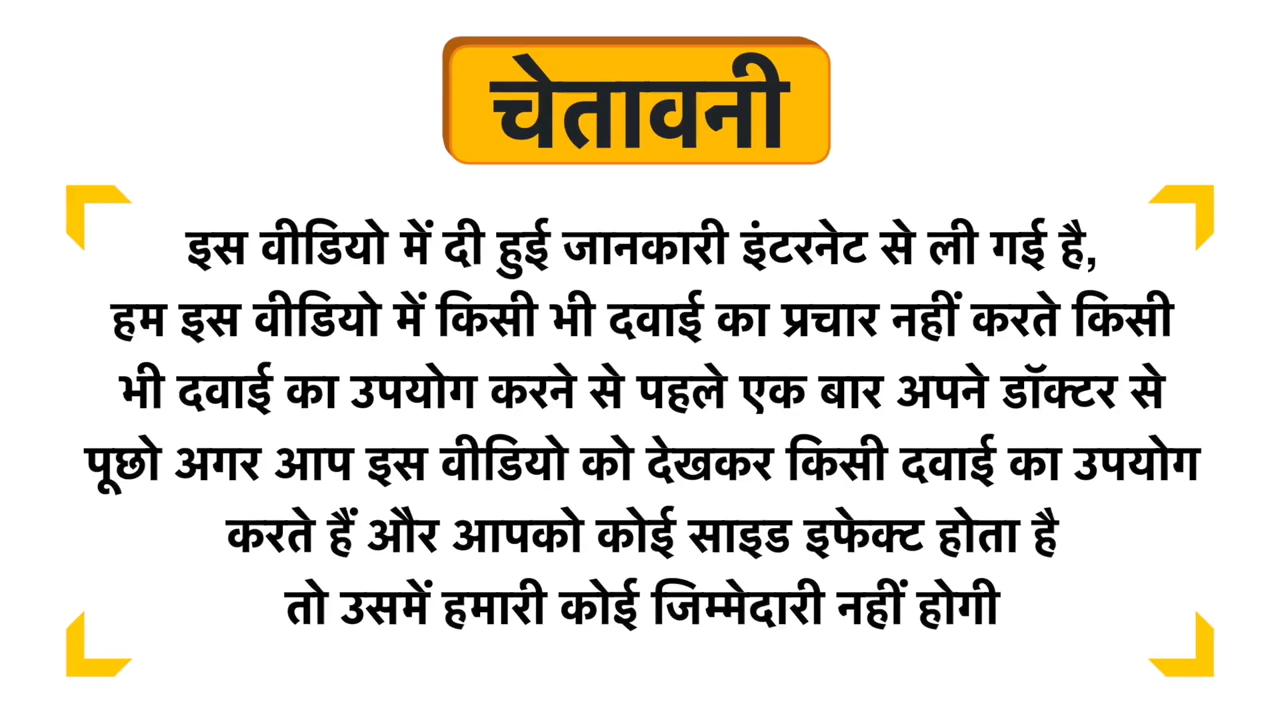 चेतावनी
इस वीडियो में दी हुई जानकारी इंटरनेट से ली गई है,
हम इस वीडियो में किसी भी दवाई का प्रचार नहीं करते किसी
भी दवाई का उपयोग करने से पहले एक बार अपने डॉक्टर से
पूछो अगर आप इस वीडियो को देखकर किसी दवाई का उपयोग
करते हैं और आपको कोई साइड इफेक्ट होता है
तो उसमें हमारी कोई जिम्मेदारी नहीं होगी